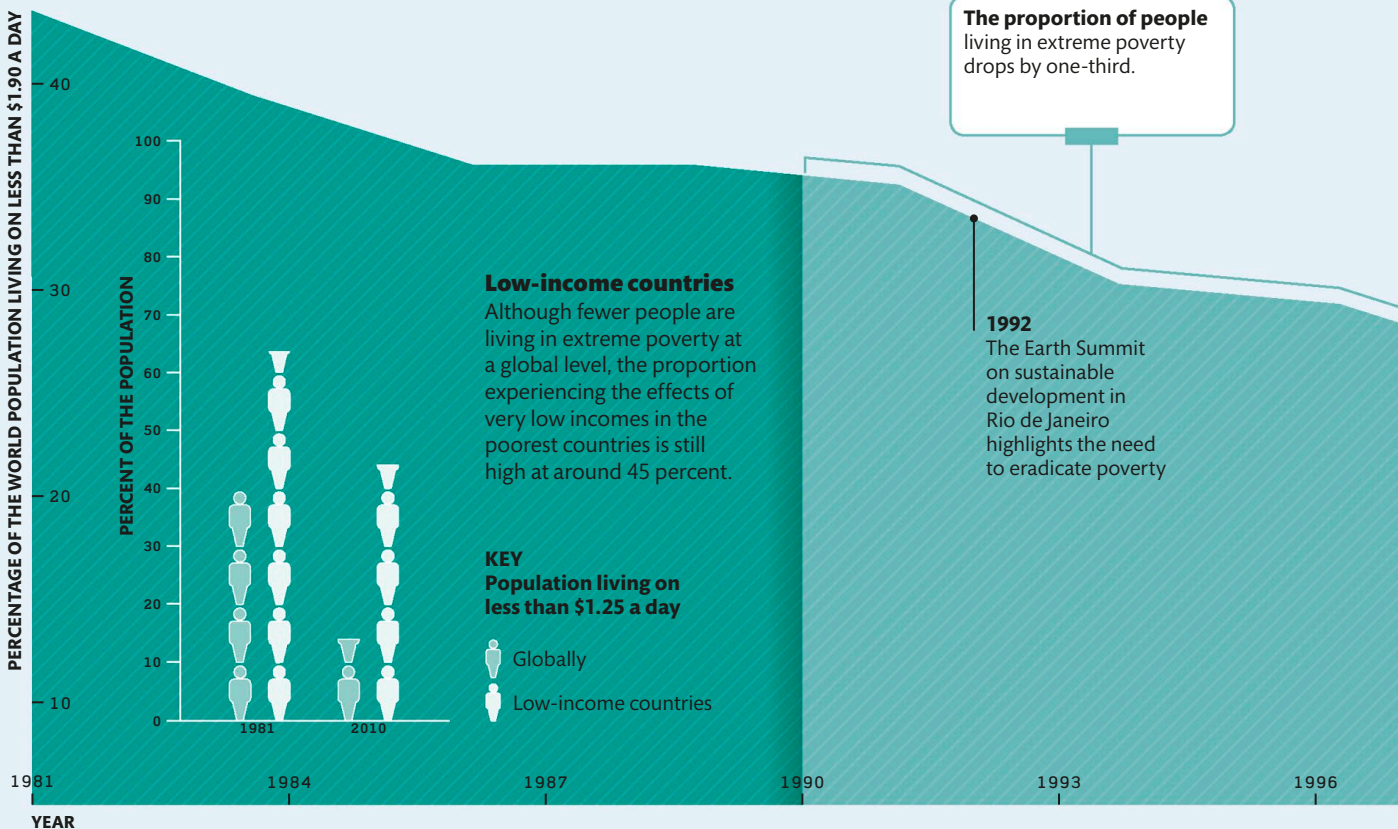 PERCENTAGE OF THE WORLD POPULATION LIVING ON LESS THAN $1.90 A DAY
40
30
20
10
The proportion of people
living in extreme poverty
drops by one-third.
PERCENT OF THE POPULATION
100
90
80
70
60
50
40
30
20
10
0
1981
2010
Low-income countries
Although fewer people are
living in extreme poverty at
a global level, the proportion
experiencing the effects of
very low incomes in the
poorest countries is still
high at around 45 percent.
KEY
Population living on
less than $1.25 a day
Globally
Low-income countries
1992
The Earth Summit
on sustainable
development in
Rio de Janeiro
highlights the need
to eradicate poverty
1981
1984
1987
1990
1993
1996
YEAR